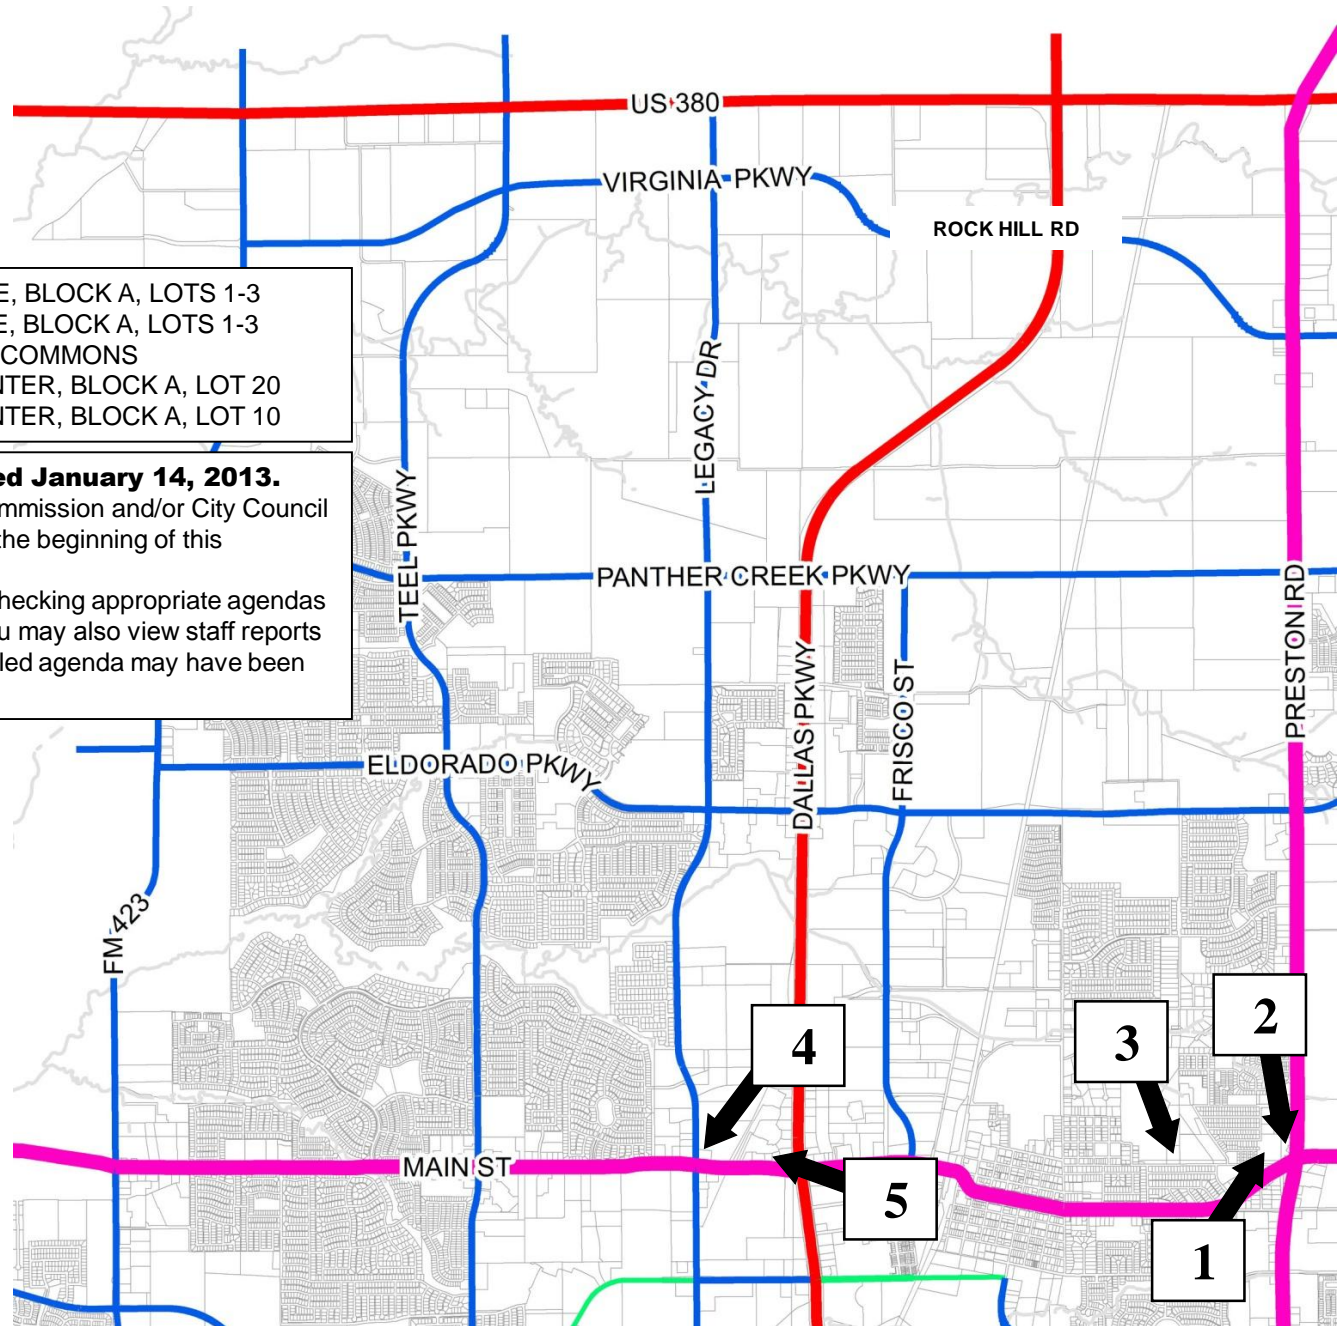 US 380
VIRGINIA PKWY
ROCK HILL RD
E, BLOCK A, LOTS 1-3
E, BLOCK A, LOTS 1-3
COMMONS
NTER, BLOCK A, LOT 20
NTER, BLOCK A, LOT 10
LEGACY DR
ed January 14, 2013.
mmission and/or City Council
the beginning of this
hecking appropriate agendas
u may also view staff reports
led agenda may have been
TEEL PKWY
PANTHER CREEK PKWY
PRESTON RD
DALLAS PKWY
FRISCO ST
ELDORADO PKWY
FM 423
4
3
2
MAIN ST
5
1